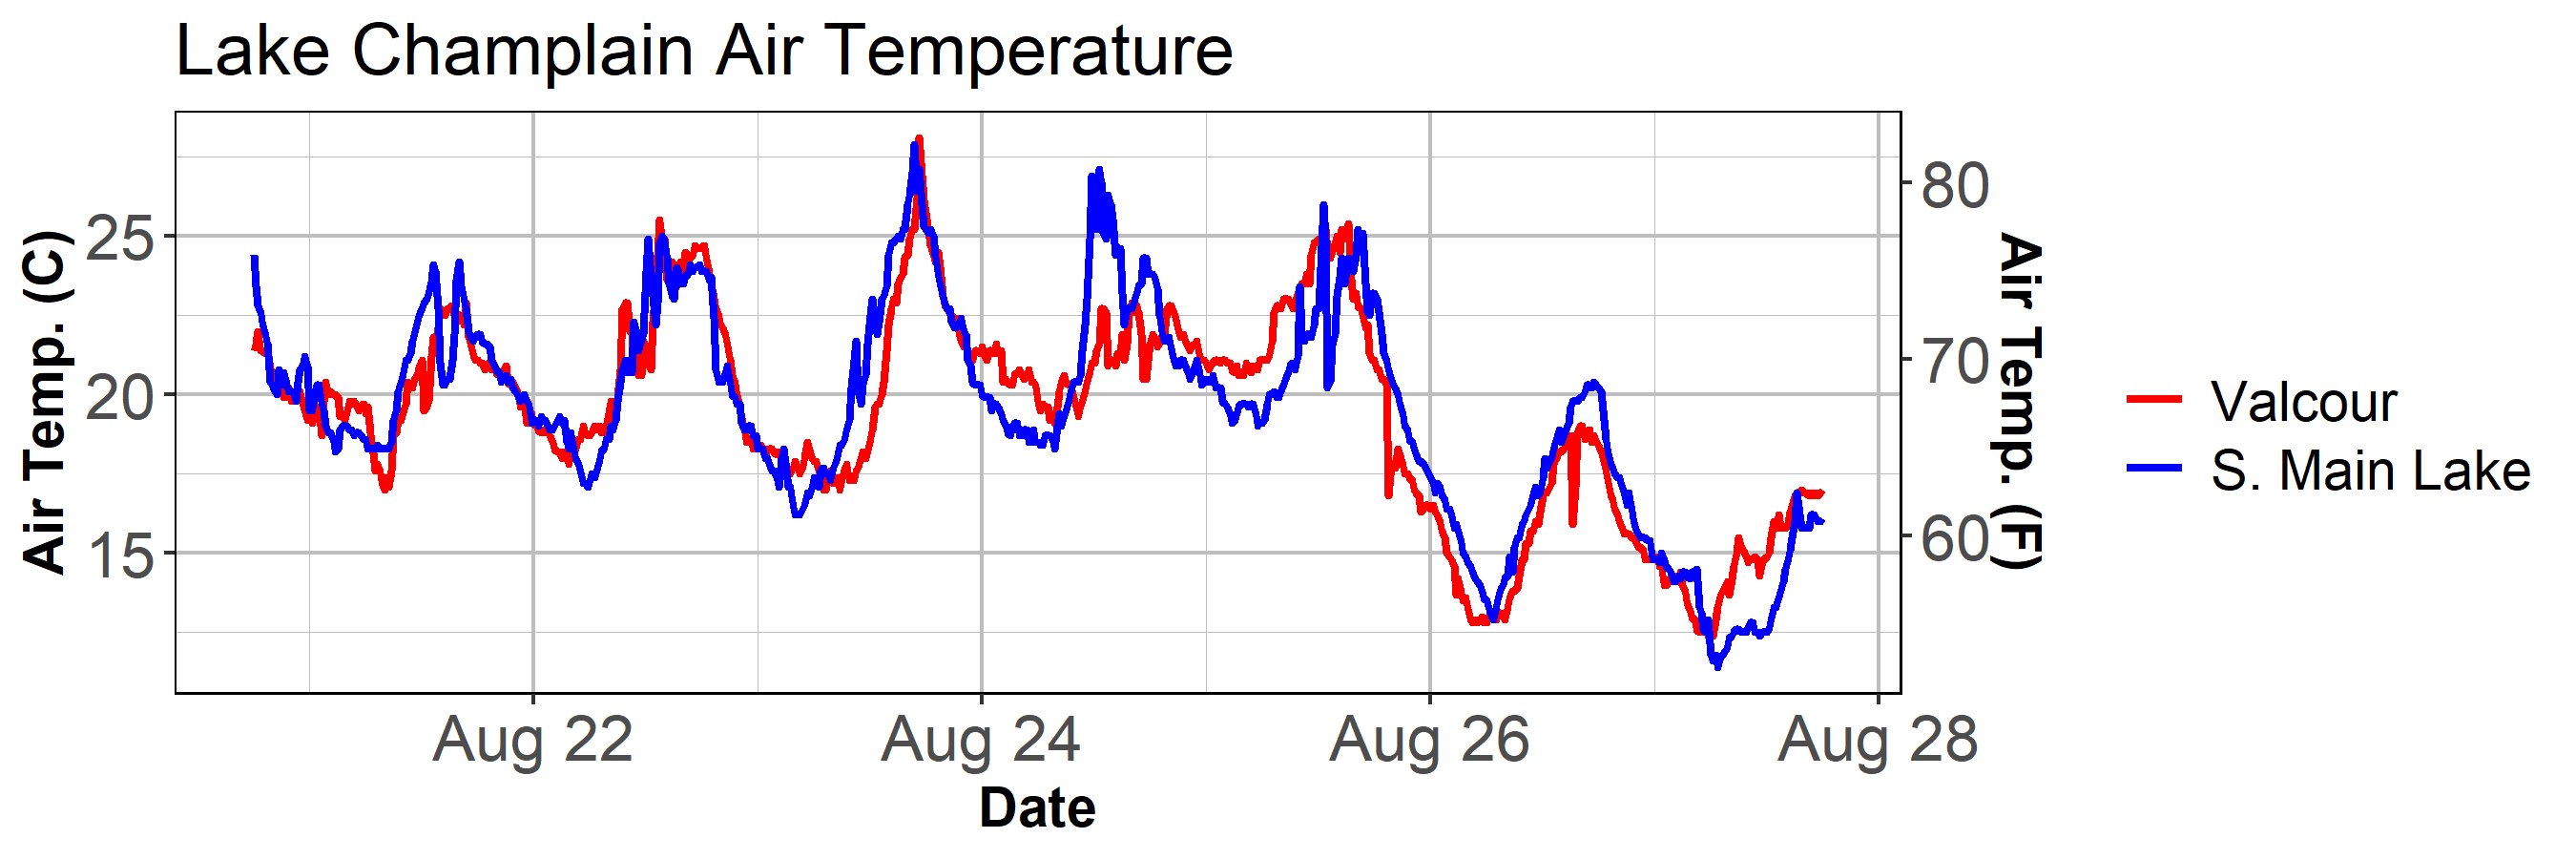 Lake Champlain Air Temperature
Air Temp. (C)
25
20
15
80
70
60
Air Temp. (F)
Aug 22
Aug 24
Aug 26
Aug 28
Date
Valcour
S. Main Lake